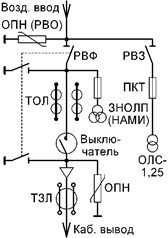 Возд. ввод
ОПН (РВО)
РВФ
РВЗ
ТОЛ
ПКТ
ЗНОЛП
(НАМИ)
Выклю-
чатель
ОЛС-
1,25
ТЗЛ
ОПН
Каб. вывод